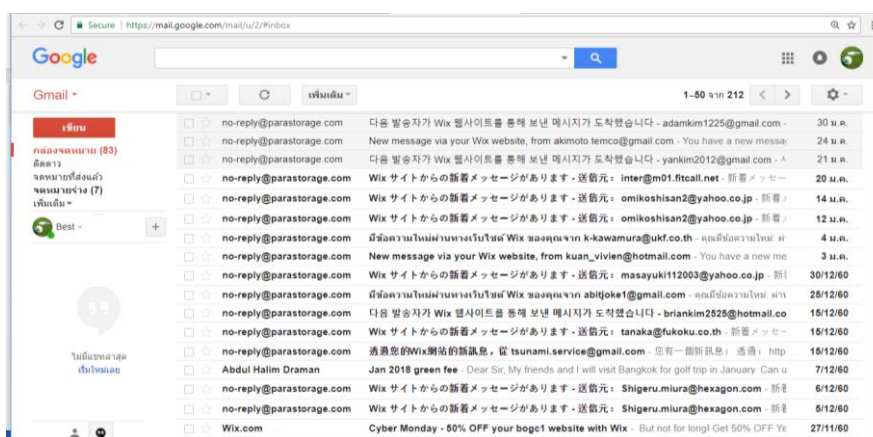 Secure | https://mail.google.com/mail/u/2/#inbox
Google
Gmail
เพิ่มเติม
1–50 จาก 212
เขียน
กล่องจดหมาย (83)
ติดดาว
จดหมายที่ส่งแล้ว
จดหมายร่าง (7)
เพิ่มเติม
Best
ไม่มีแชทล่าสุด
เริ่มใหม่เลย
no-reply@parastorage.com 다음 발송자가 Wix 웹사이트를 통해 보낸 메시지가 도착했습니다 - adamkim1225@gmail.com - 30 ม.ค.
no-reply@parastorage.com New message via your Wix website, from akimoto.temco@gmail.com - You have a new messa 24 ม.ค.
no-reply@parastorage.com 다음 발송자가 Wix 웹사이트를 통해 보낸 메시지가 도착했습니다 - yankim2012@gmail.com - 21 ม.ค.
no-reply@parastorage.com Wix サイトからの新着メッセージがあります - 送信元： inter@m01.fitcall.net - 新着メッセー 20 ม.ค.
no-reply@parastorage.com Wix サイトからの新着メッセージがあります - 送信元： omikoshisan2@yahoo.co.jp - 新着 14 ม.ค.
no-reply@parastorage.com Wix サイトからの新着メッセージがあります - 送信元： omikoshisan2@yahoo.co.jp - 新着 12 ม.ค.
no-reply@parastorage.com มีข้อความใหม่ผ่านทางเว็บไซต์ Wix ของคุณจาก k-kawamura@ukf.co.th - คุณมีข้อความใหม่: 4 ม.ค.
no-reply@parastorage.com New message via your Wix website, from kuan_vivien@hotmail.com - You have a new me 3 ม.ค.
no-reply@parastorage.com Wix サイトからの新着メッセージがあります - 送信元： masayuki112003@yahoo.co.jp - 30/12/60
no-reply@parastorage.com มีข้อความใหม่ผ่านทางเว็บไซต์ Wix ของคุณจาก abitjoke1@gmail.com - คุณมีข้อความใหม่: ผ่าน 25/12/60
no-reply@parastorage.com 다음 발송자가 Wix 웹사이트를 통해 보낸 메시지가 도착했습니다 - briankim2525@hotmail.co 15/12/60
no-reply@parastorage.com Wix サイトからの新着メッセージがあります - 送信元： tanaka@fukoku.co.th - 新着メッセー 15/12/60
no-reply@parastorage.com 透過您的Wix網站的新訊息，從 tsunami.service@gmail.com - 您有一個新訊息： 透過： http 15/12/60
Abdul Halim Draman Jan 2018 green fee - Dear Sir, My friends and I will visit Bangkok for golf trip in January. Can u 7/12/60
no-reply@parastorage.com Wix サイトからの新着メッセージがあります - 送信元： Shigeru.miura@hexagon.com - 新着 6/12/60
no-reply@parastorage.com Wix サイトからの新着メッセージがあります - 送信元： Shigeru.miura@hexagon.com - 新着 5/12/60
Wix.com Cyber Monday - 50% OFF your bogc1 website with Wix - But not for long! Get 50% OFF Ye 27/11/60